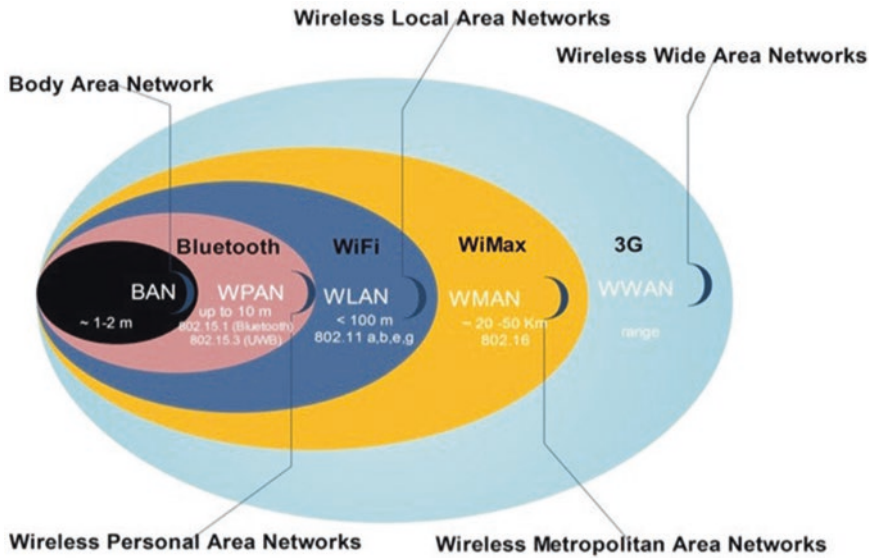 Wireless Local Area Networks
Wireless Wide Area Networks
Body Area Network
Bluetooth
WiFi
WiMax
3G
BAN
~ 1-2 m
WPAN
up to 10 m
802.15.1 (Bluetooth)
802.15.3 (UWB)
WLAN
< 100 m
802.11 a,b,e,g
WMAN
~ 20 -50 Km
802.16
WWAN
range
Wireless Personal Area Networks
Wireless Metropolitan Area Networks